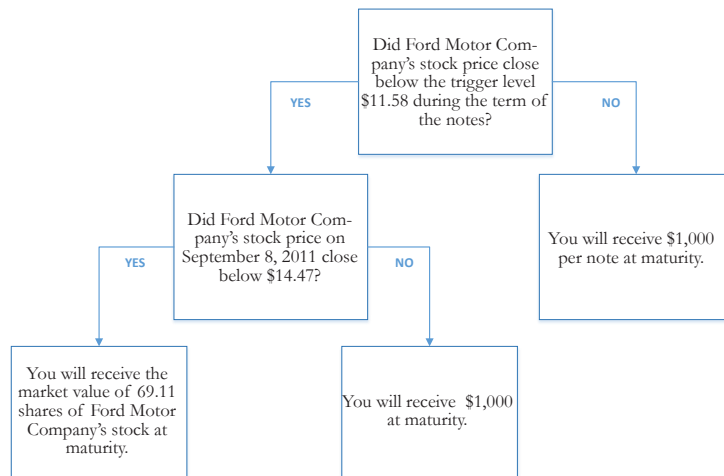 Did Ford Motor Com-
pany's stock price close
below the trigger level
$11.58 during the term of
the notes?
YES
NO
Did Ford Motor Com-
pany's stock price on
September 8, 2011 close
below $14.47?
You will receive $1,000
per note at maturity.
YES
NO
You will receive the
market value of 69.11
shares of Ford Motor
Company's stock at
maturity.
You will receive $1,000
at maturity.